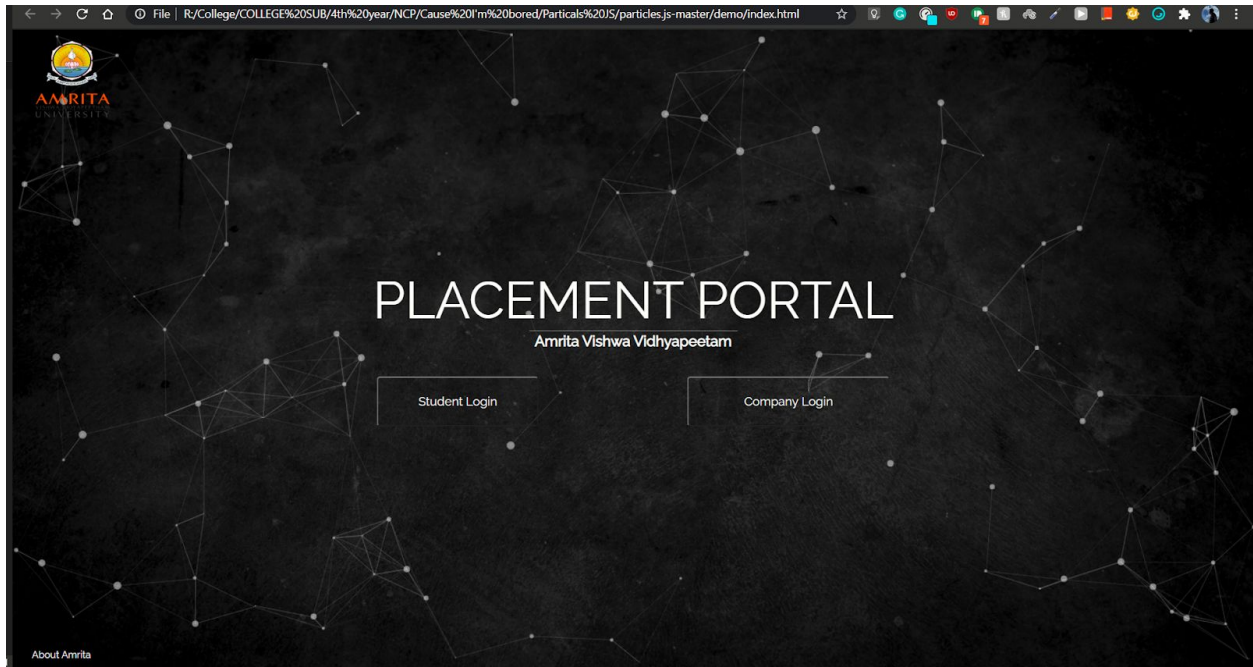 File | R:/College/COLLEGE%20SUB/4th%20year/NCP/Cause%20I'm%20bored/Particals%20JS/particles.js-master/demo/index.html
AMRITA
UNIVERSITY
PLACEMENT PORTAL
Amrita Vishwa Vidhyapeetam
Student Login
Company Login
About Amrita